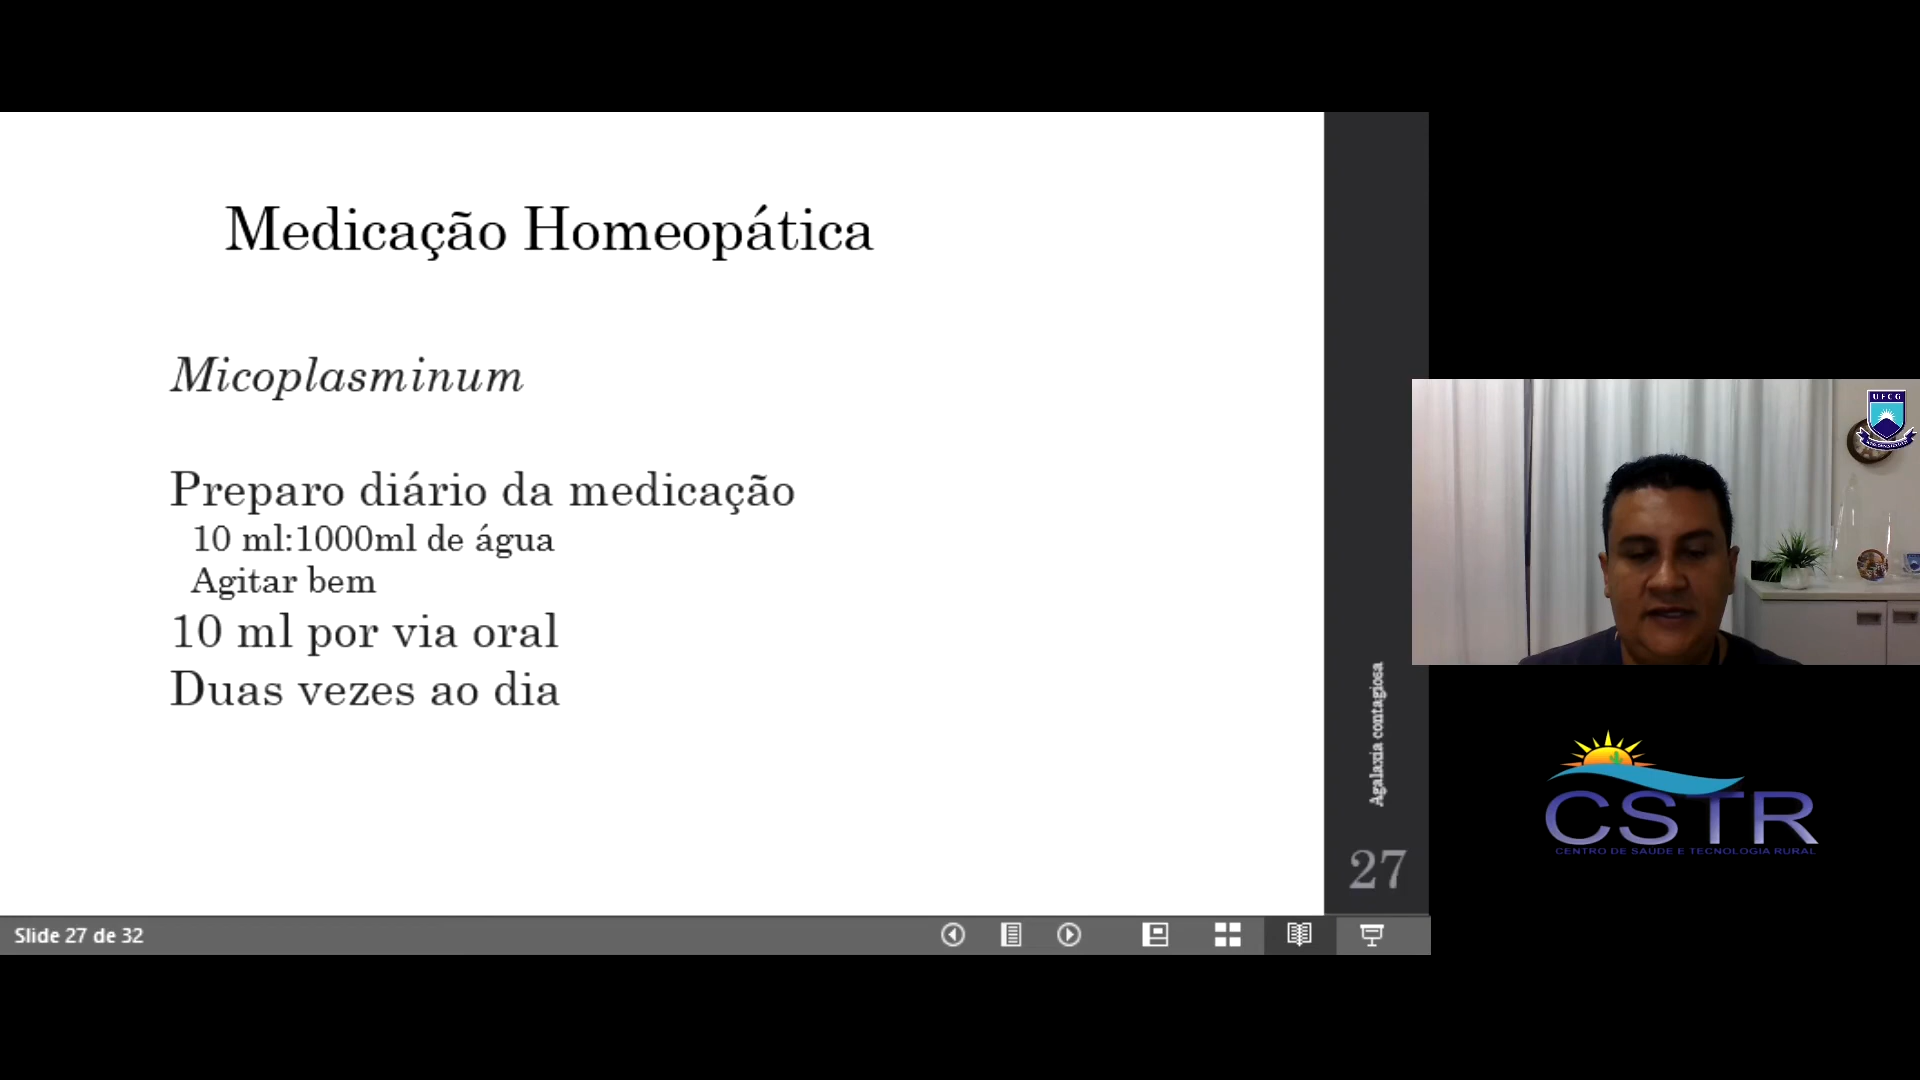 Medicação Homeopática
Micoplasminum
Preparo diário da medicação
10 ml:1000ml de água
Agitar bem
10 ml por via oral
Duas vezes ao dia
Agalaxia contagiosa
27
Slide 27 de 32
UFCG
CSTR
CENTRO DE SAÚDE E TECNOLOGIA RURAL